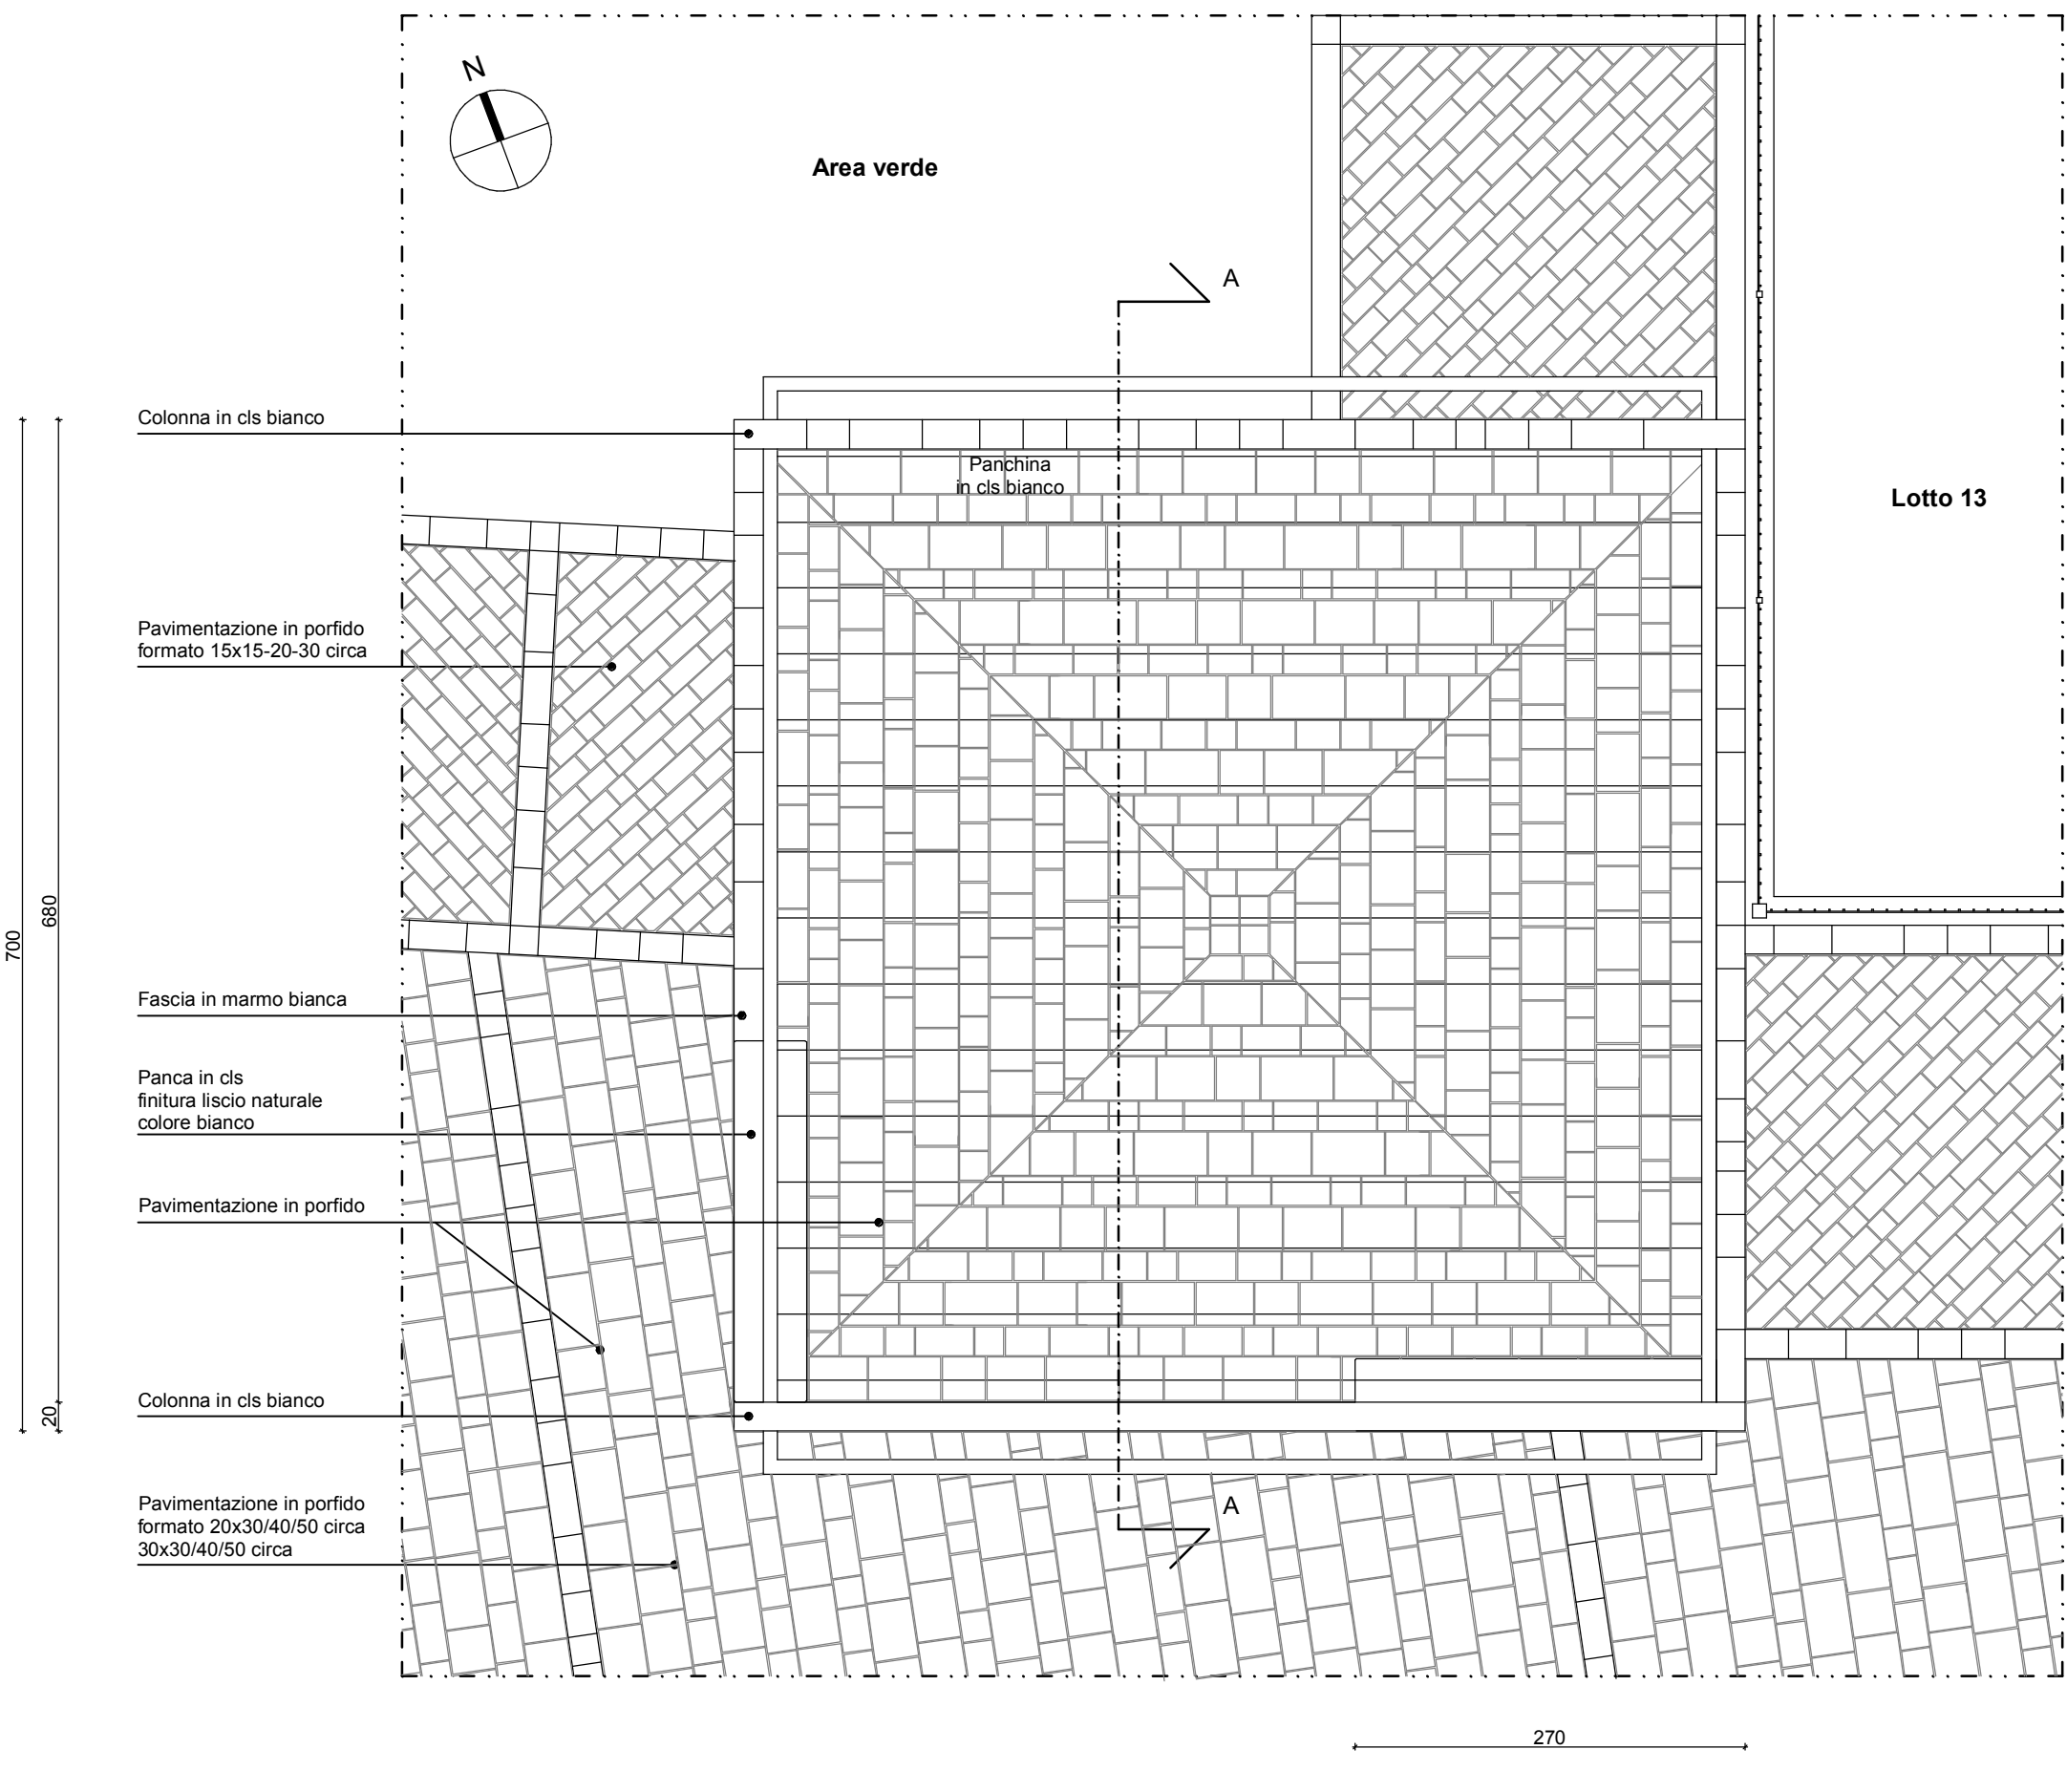 N
Area verde
A
Colonna in cls bianco
Panchina
in cls bianco
Lotto 13
Pavimentazione in porfido
formato 15x15-20-30 circa
700
680
Fascia in marmo bianca
Panca in cls
finitura liscio naturale
colore bianco
Pavimentazione in porfido
Colonna in cls bianco
20
Pavimentazione in porfido
formato 20x30/40/50 circa
30x30/40/50 circa
A
270